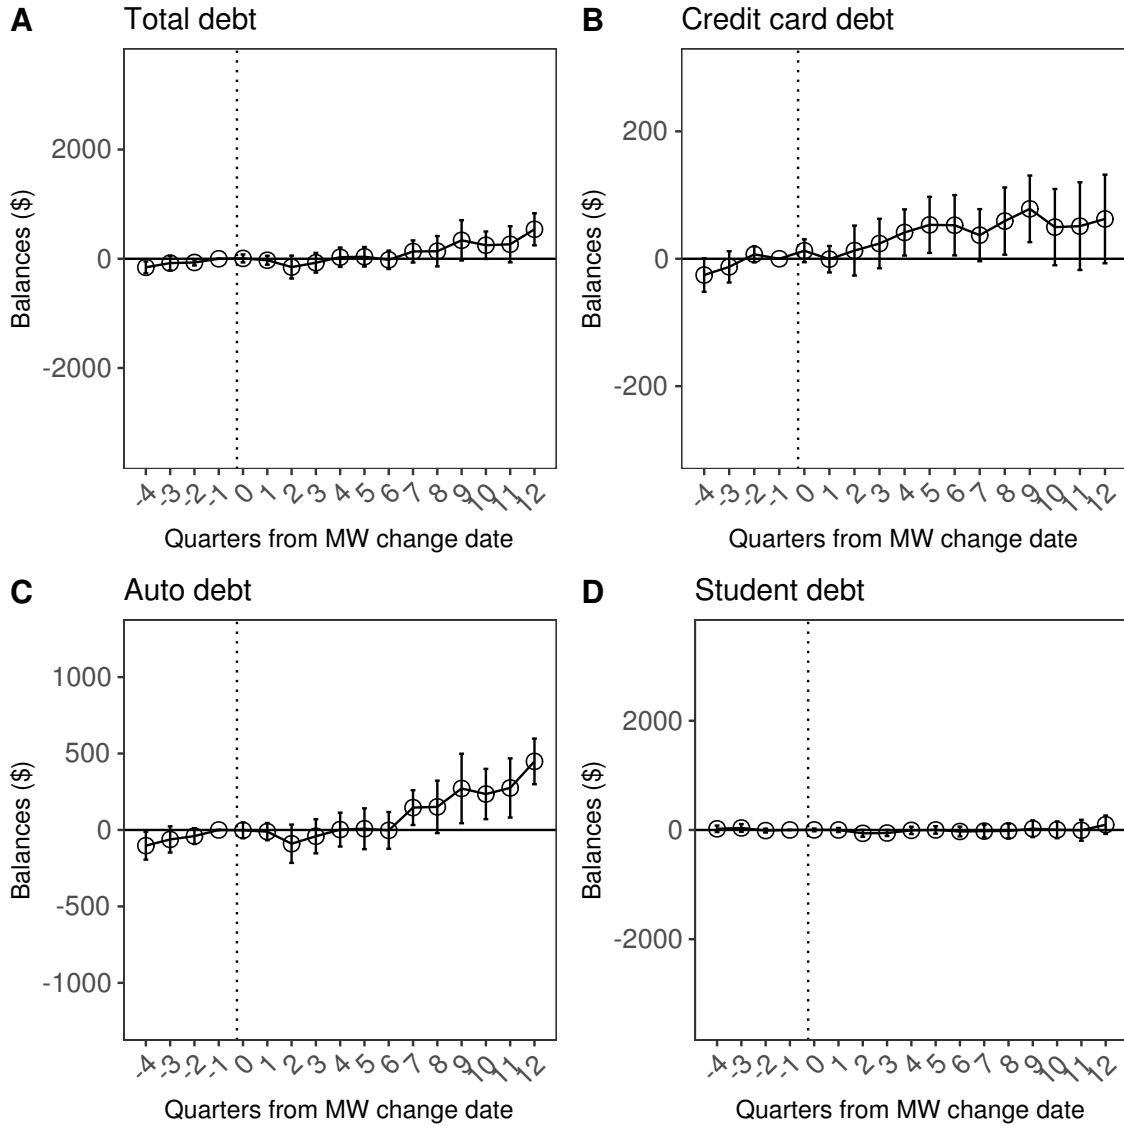 A Total debt
Balances ($)
2000
0
-2000
-4 -3 -2 -1 0 1 2 3 4 5 6 7 8 9 10 11 12
Quarters from MW change date
B Credit card debt
Balances ($)
200
0
-200
-4 -3 -2 -1 0 1 2 3 4 5 6 7 8 9 10 11 12
Quarters from MW change date
C Auto debt
Balances ($)
1000
500
0
-500
-1000
-4 -3 -2 -1 0 1 2 3 4 5 6 7 8 9 10 11 12
Quarters from MW change date
D Student debt
Balances ($)
2000
0
-2000
-4 -3 -2 -1 0 1 2 3 4 5 6 7 8 9 10 11 12
Quarters from MW change date